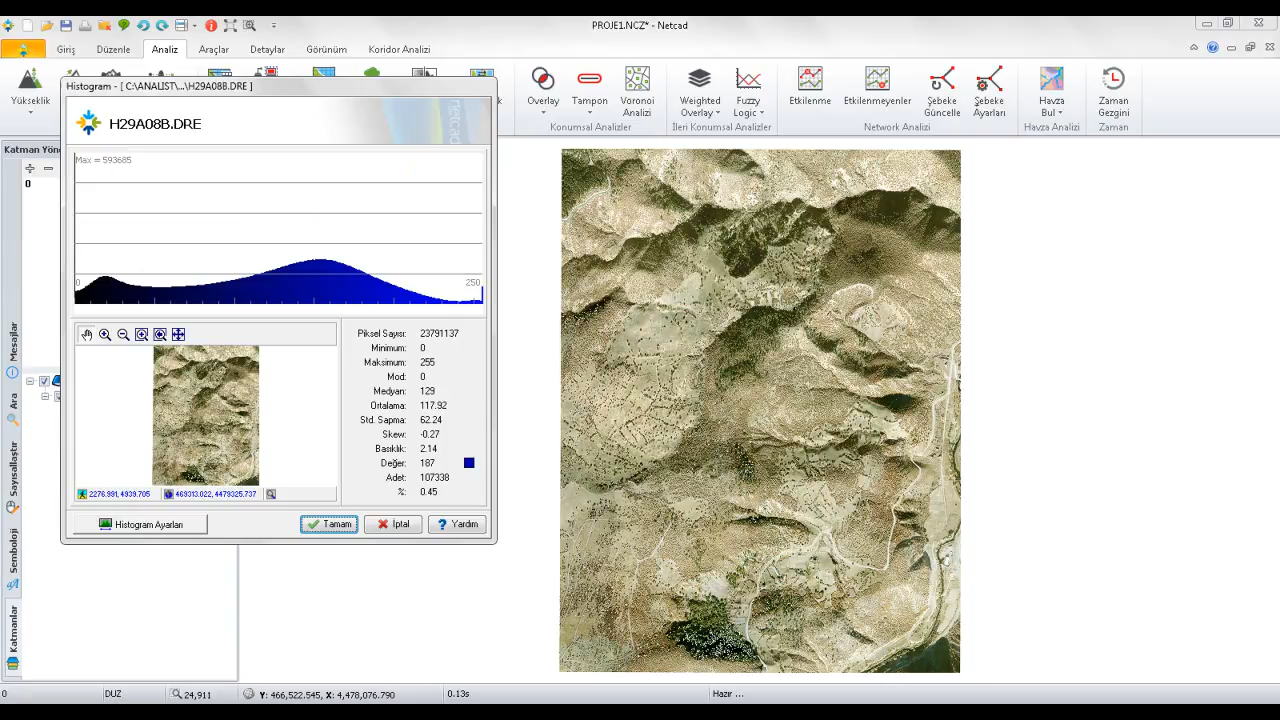 PROJE1.NCZ* - Netcad
Giriş Düzenle Analiz Araçlar Detaylar Görünüm Koridor Analizi
Yükseklik
Overlay Tampon Voronoi Analizi
Weighted Overlay Fuzzy Logic
Etkilenme Etkilenmeyenler Şebeke Güncelle Şebeke Ayarları
Havza Bul
Zaman Gezgini
Konumsal Analizler İleri Konumsal Analizler Network Analizi Havza Analizi Zaman
Histogram - [ C:\ANALIST\...\H29A08B.DRE ]
netcad
H29A08B.DRE
Katman Yön
0
Max = 593685
0 250
Piksel Sayısı: 23791137
Minimum: 0
Maksimum: 255
Mod: 0
Medyan: 129
Ortalama: 117.92
Std. Sapma: 62.24
Skew: -0.27
Basıklık: 2.14
Değer: 187
Adet: 107338
%: 0.45
2276.991, 4939.705 469313.022, 4479325.737
Histogram Ayarları Tamam İptal Yardım
Mesajlar
Ara
Sayısallaştır
Semboloji
Katmanlar
0 DUZ 24,911 Y: 466,522.545, X: 4,478,076.790 0.13s Hazır ...